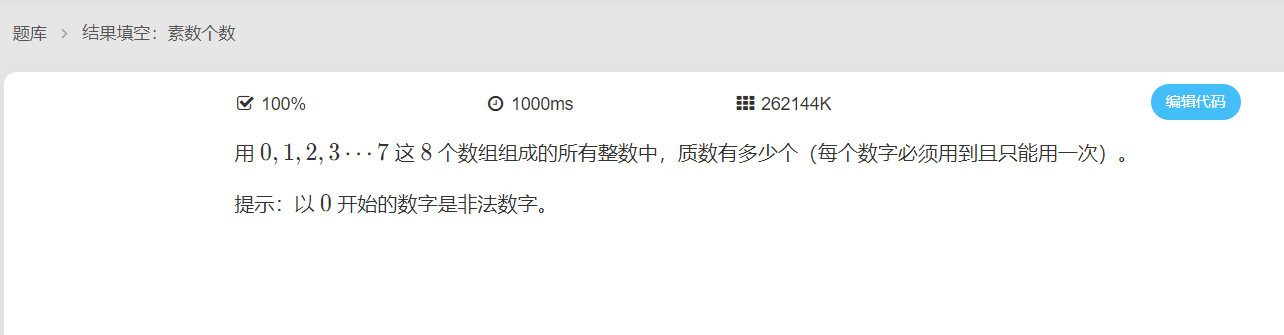 题库 > 结果填空：素数个数
100% 1000ms 262144K 编辑代码
用 0, 1, 2, 3 ⋯ 7 这 8 个数组组成的所有整数中，质数有多少个（每个数字必须用到且只能用一次）。
提示：以 0 开始的数字是非法数字。